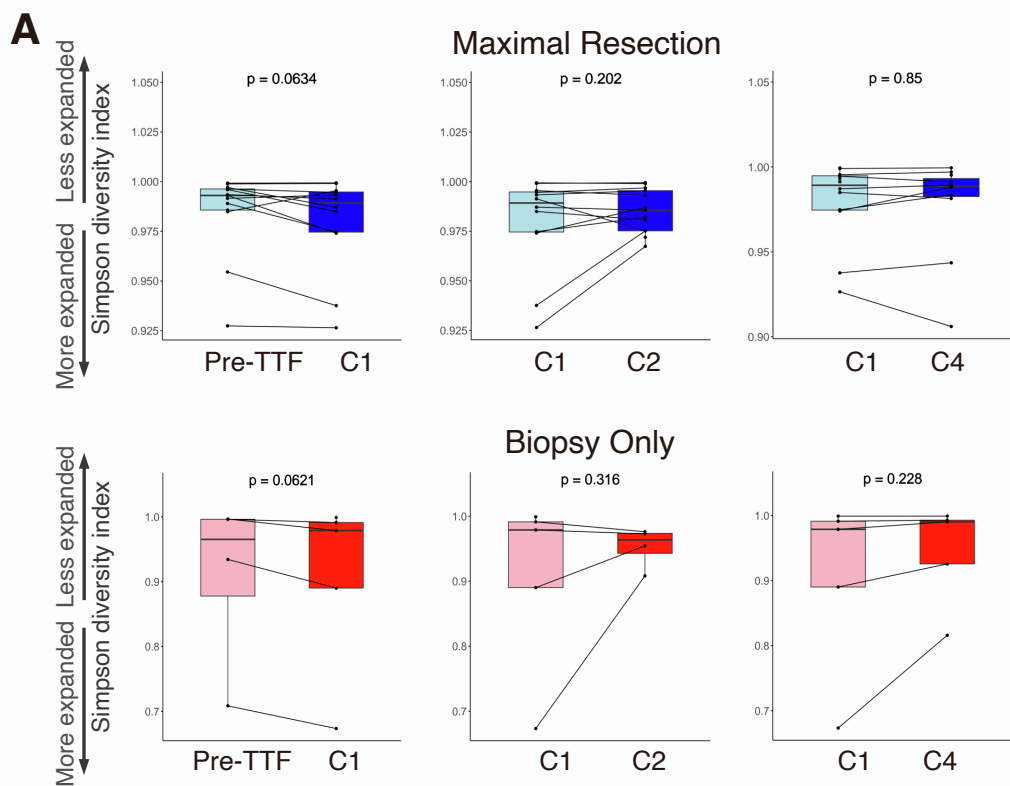 A
Maximal Resection
More expanded Less expanded
Simpson diversity index
p = 0.0634
1.050
1.025
1.000
0.975
0.950
0.925
Pre-TTF C1
p = 0.202
1.050
1.025
1.000
0.975
0.950
0.925
C1 C2
p = 0.85
1.05
1.00
0.95
0.90
C1 C4
Biopsy Only
More expanded Less expanded
Simpson diversity index
p = 0.0621
1.0
0.9
0.8
0.7
Pre-TTF C1
p = 0.316
1.0
0.9
0.8
0.7
C1 C2
p = 0.228
1.0
0.9
0.8
0.7
C1 C4